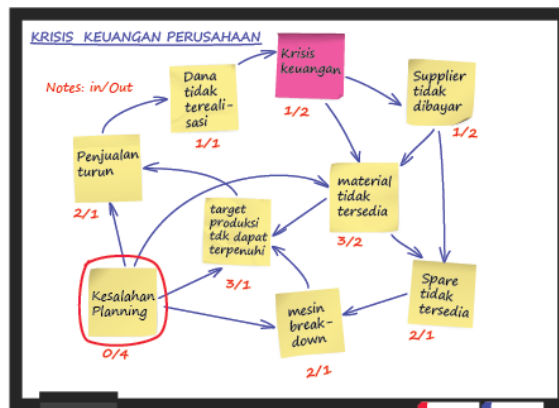 KRISIS KEUANGAN PERUSAHAAN
Notes: in/Out
Krisis
keuangan
1/2
Dana
tidak
tereali-
sasi
1/1
Supplier
tidak
dibayar
1/2
Penjualan
turun
2/1
target
produksi
tdk dapat
terpenuhi
3/1
material
tidak
tersedia
3/2
Kesalahan
Planning
0/4
mesin
break-
down
2/1
Spare
tidak
tersedia
2/1